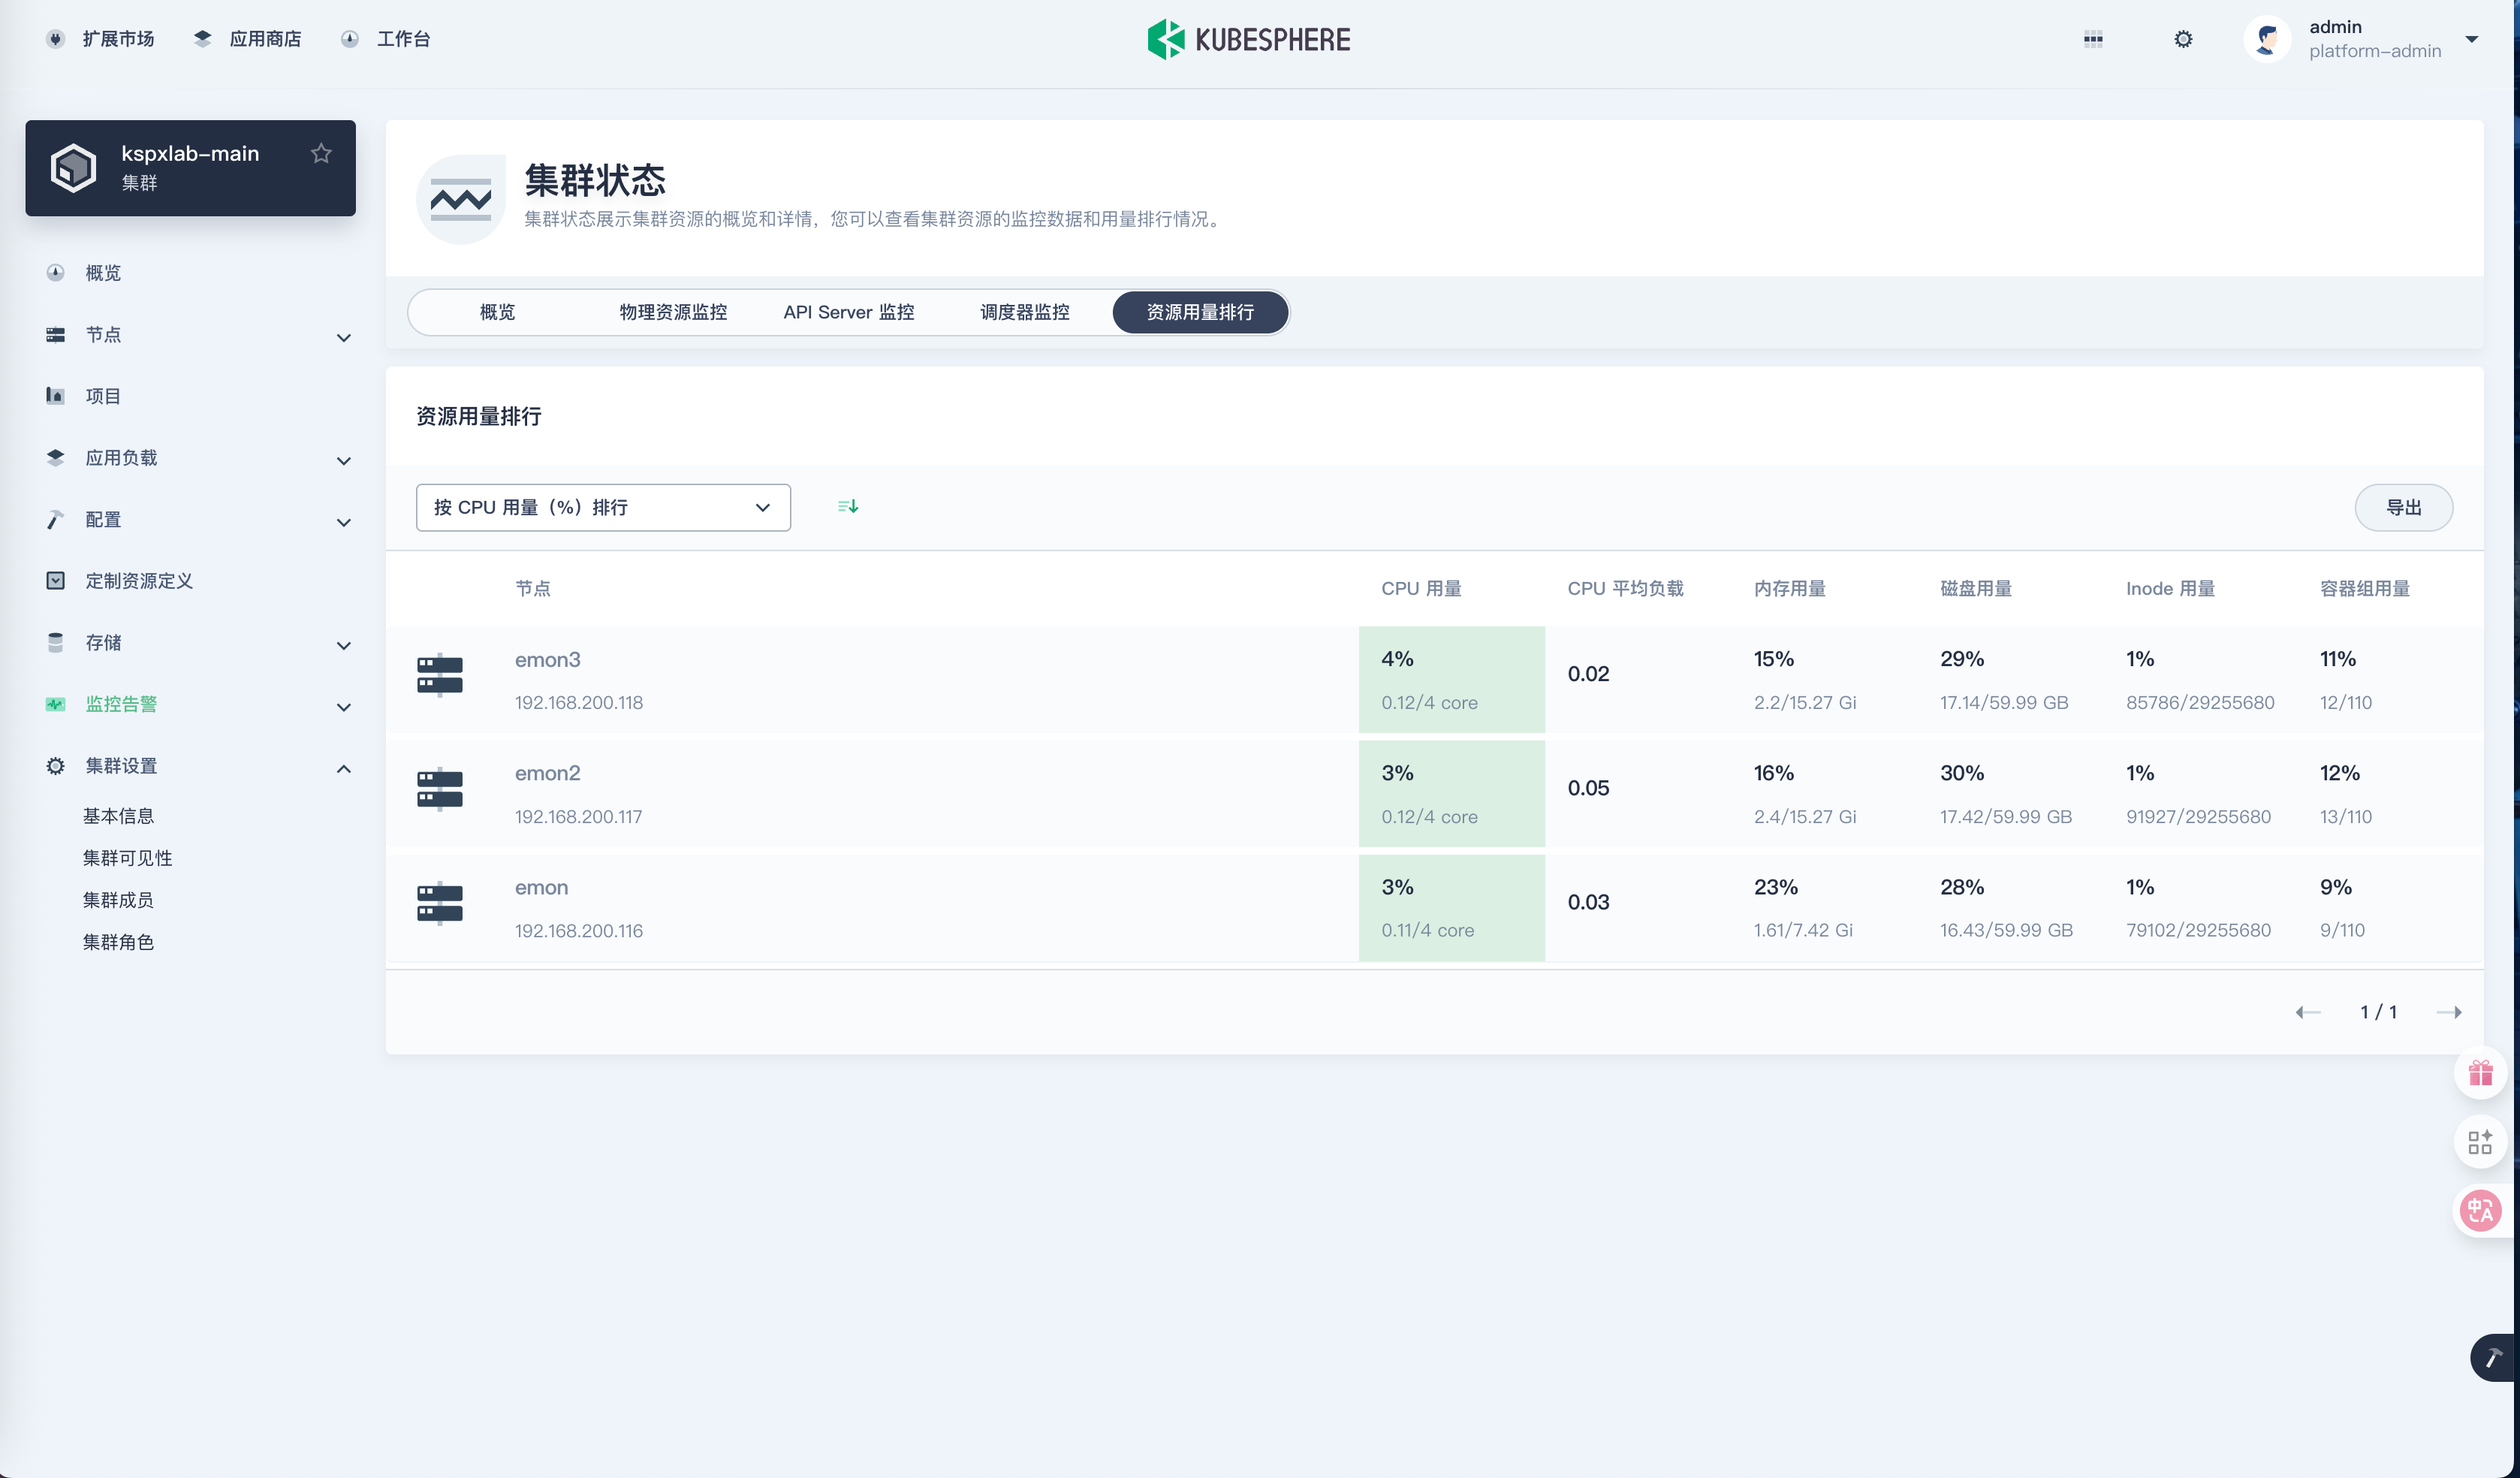 扩展市场
应用商店
工作台
KUBESPHERE
admin
platform-admin
kspxlab-main
集群
概览
节点
项目
应用负载
配置
定制资源定义
存储
监控告警
集群设置
基本信息
集群可见性
集群成员
集群角色
集群状态
集群状态展示集群资源的概览和详情，您可以查看集群资源的监控数据和用量排行情况。
概览
物理资源监控
API Server 监控
调度器监控
资源用量排行
资源用量排行
按 CPU 用量（%）排行
导出
节点 CPU 用量 CPU 平均负载 内存用量 磁盘用量 Inode 用量 容器组用量
emon3 4% 0.02 15% 29% 1% 11%
192.168.200.118 0.12/4 core 2.2/15.27 Gi 17.14/59.99 GB 85786/29255680 12/110
emon2 3% 0.05 16% 30% 1% 12%
192.168.200.117 0.12/4 core 2.4/15.27 Gi 17.42/59.99 GB 91927/29255680 13/110
emon 3% 0.03 23% 28% 1% 9%
192.168.200.116 0.11/4 core 1.61/7.42 Gi 16.43/59.99 GB 79102/29255680 9/110
1 / 1
中A